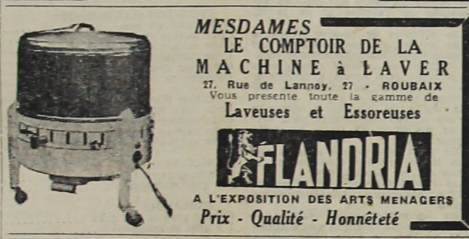 MESDAMES
LE COMPTOIR DE LA
MACHINE à LAVER
27, Rue de Lannoy, 27 - ROUBAIX
Vous presente toute la gamme de
Laveuses et Essoreuses
FLANDRIA
A L'EXPOSITION DES ARTS MENAGERS
Prix - Qualité - Honnêteté